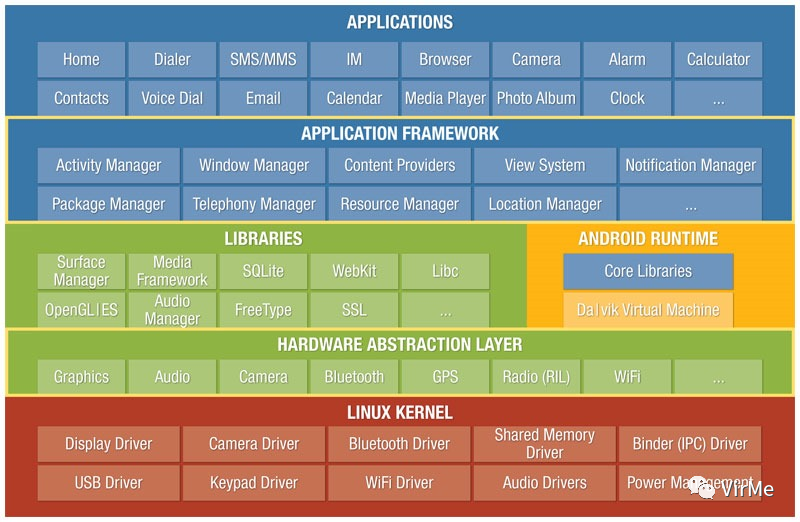 APPLICATIONS
Home Dialer SMS/MMS IM Browser Camera Alarm Calculator
Contacts Voice Dial Email Calendar Media Player Photo Album Clock ...
APPLICATION FRAMEWORK
Activity Manager Window Manager Content Providers View System Notification Manager
Package Manager Telephony Manager Resource Manager Location Manager ...
LIBRARIES
Surface
Manager
Media
Framework
SQLite WebKit Libc
OpenGL|ES
Audio
Manager
FreeType SSL ...
ANDROID RUNTIME
Core Libraries
Dalvik Virtual Machine
HARDWARE ABSTRACTION LAYER
Graphics Audio Camera Bluetooth GPS Radio (RIL) WiFi ...
LINUX KERNEL
Display Driver Camera Driver Bluetooth Driver
Shared Memory
Driver
Binder (IPC) Driver
USB Driver Keypad Driver WiFi Driver Audio Drivers Power Management
VirMe